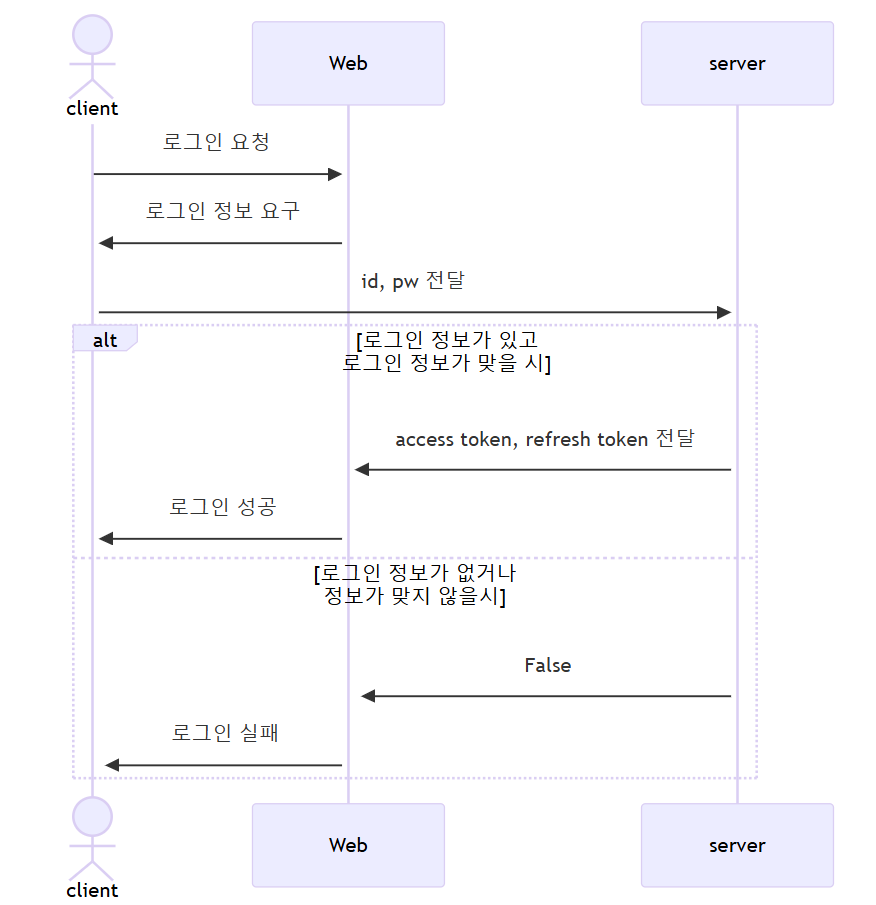 client
Web
server
로그인 요청
로그인 정보 요구
id, pw 전달
alt
[로그인 정보가 있고
로그인 정보가 맞을 시]
access token, refresh token 전달
로그인 성공
[로그인 정보가 없거나
정보가 맞지 않을시]
False
로그인 실패
client
Web
server